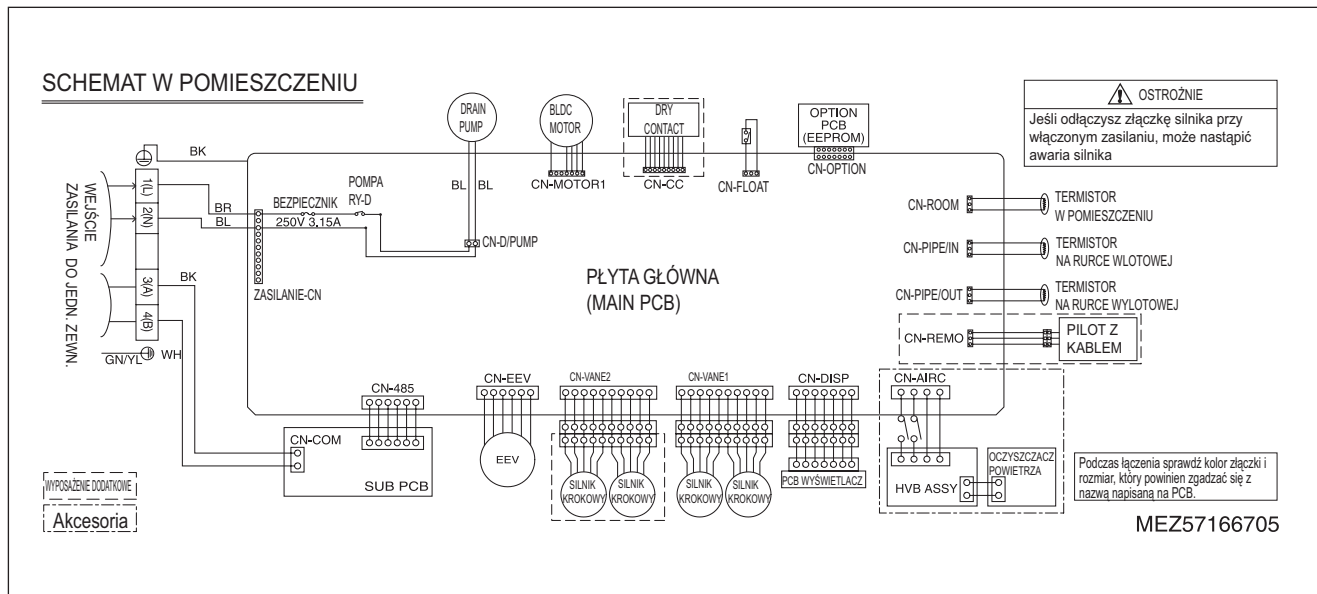 SCHEMAT W POMIESZCZENIU
DRAIN
PUMP
BLDC
MOTOR
DRY
CONTACT
OPTION
PCB
(EEPROM)
OSTROŻNIE
Jeśli odłączysz złączkę silnika przy
włączonym zasilaniu, może nastąpić
awaria silnika
BK
BL
BL
CN-MOTOR1
CN-CC
CN-FLOAT
CN-OPTION
WEJŚCIE
ZASILANIA DO JEDN. ZEWN.
1(L)
2(N)
3(A)
4(B)
BR
BL
BEZPIECZNIK
250V 3.15A
POMPA
RY-D
CN-D/PUMP
ZASILANIE-CN
BK
GN/YL
WH
PŁYTA GŁÓWNA
(MAIN PCB)
CN-ROOM
TERMISTOR
W POMIESZCZENIU
CN-PIPE/IN
TERMISTOR
NA RURCE WLOTOWEJ
CN-PIPE/OUT
TERMISTOR
NA RURCE WYLOTOWEJ
CN-REMO
PILOT Z
KABLEM
CN-485
CN-EEV
CN-VANE2
CN-VANE1
CN-DISP
CN-AIRC
CN-COM
SUB PCB
EEV
SILNIK
KROKOWY
SILNIK
KROKOWY
SILNIK
KROKOWY
SILNIK
KROKOWY
PCB WYŚWIETLACZ
HVB ASSY
OCZYSZCZACZ
POWIETRZA
WYPOSAŻENIE DODATKOWE
Akcesoria
Podczas łączenia sprawdź kolor złączki i
rozmiar, który powinien zgadzać się z
nazwą napisaną na PCB.
MEZ57166705